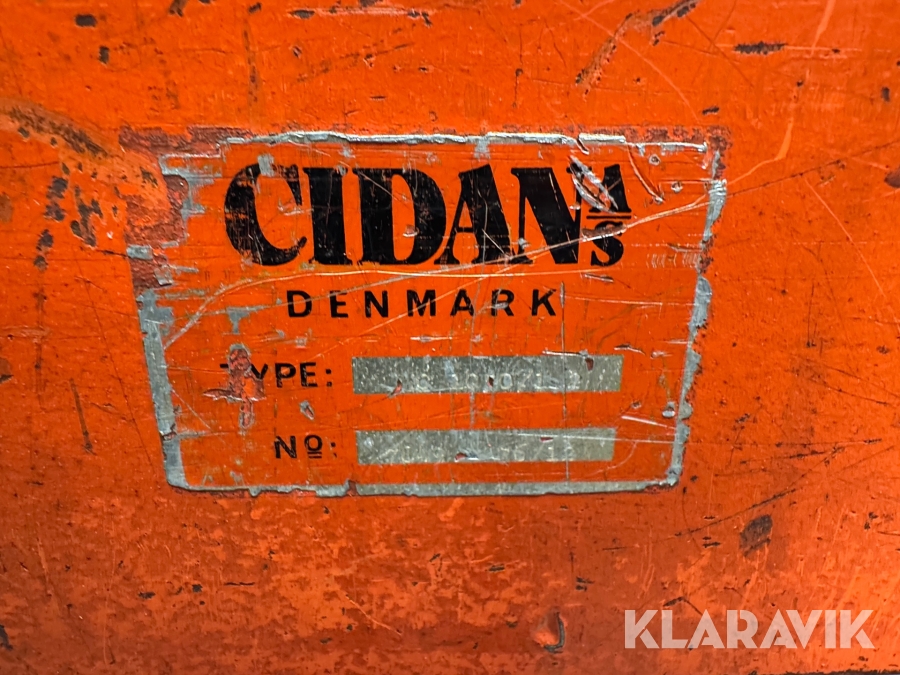 CIDAN A/S
DENMARK
TYPE:
Nº:
KLARAVIK